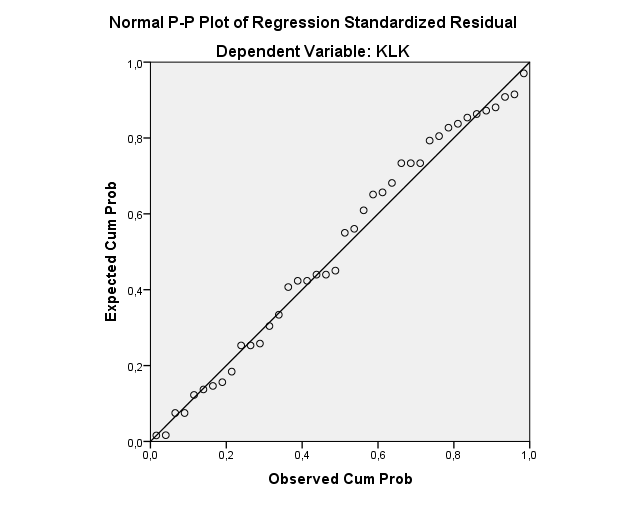 Normal P-P Plot of Regression Standardized Residual
Dependent Variable: KLK
1,0
0,8
0,6
0,4
0,2
0,0
Expected Cum Prob
0,0 0,2 0,4 0,6 0,8 1,0
Observed Cum Prob